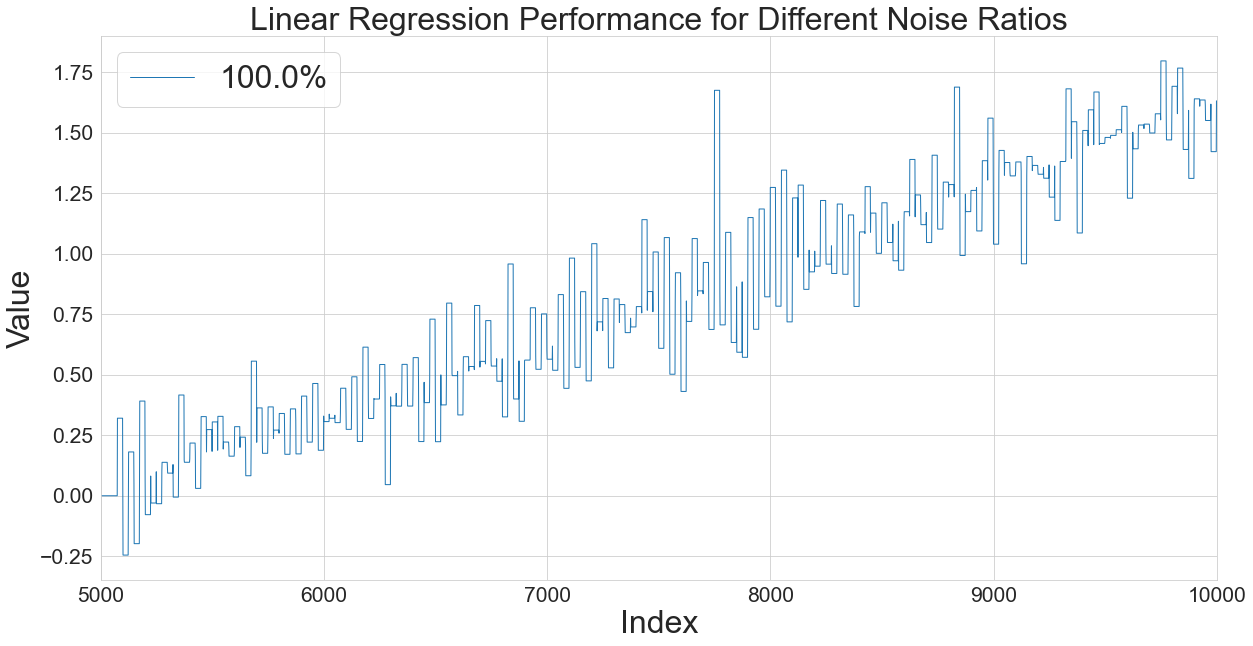 Linear Regression Performance for Different Noise Ratios
100.0%
1.75
1.50
1.25
1.00
0.75
0.50
0.25
0.00
−0.25
Value
5000 6000 7000 8000 9000 10000
Index